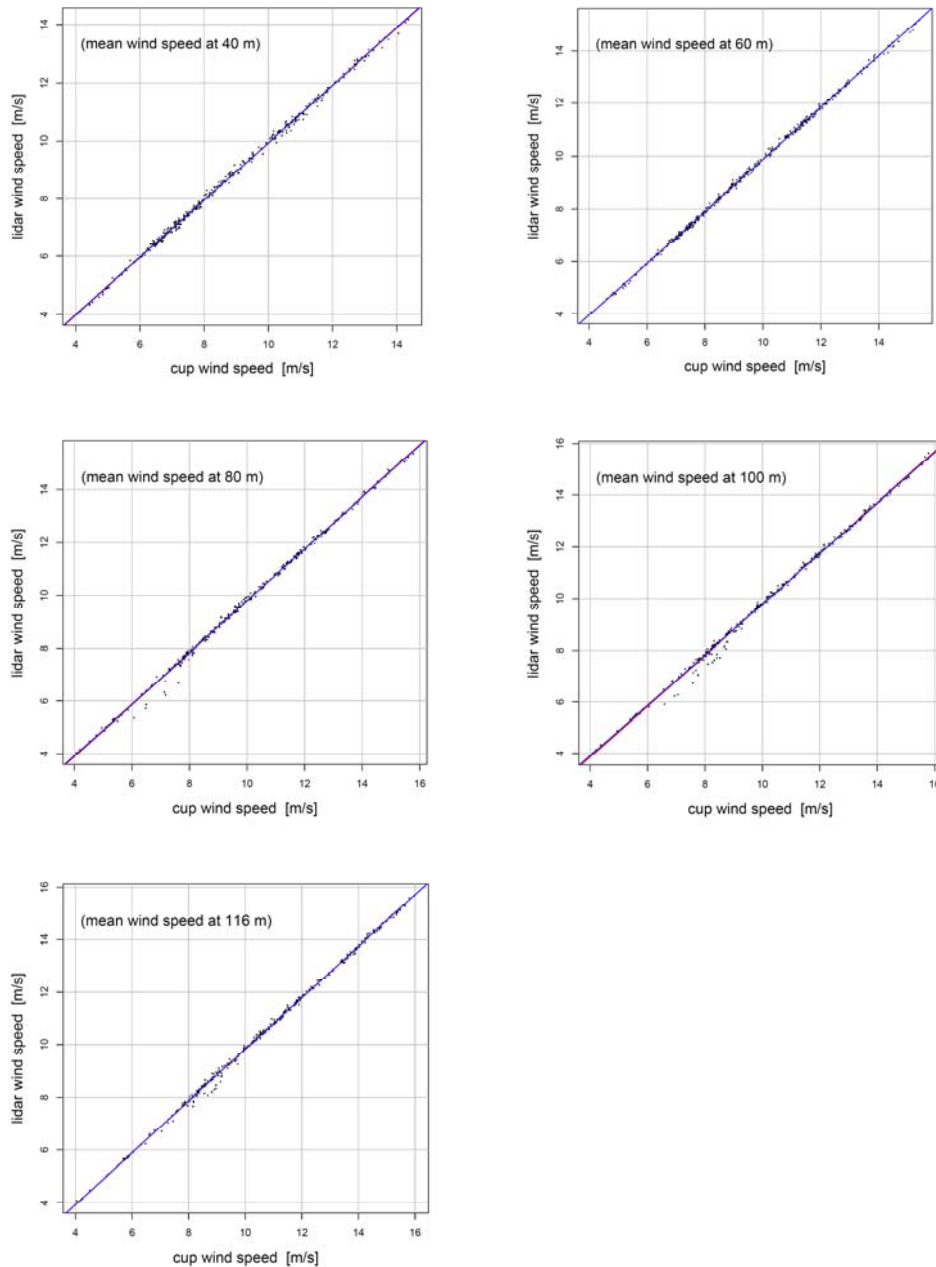 (mean wind speed at 40 m)
lidar wind speed [m/s]
4 6 8 10 12 14
4 6 8 10 12 14
cup wind speed [m/s]
(mean wind speed at 60 m)
lidar wind speed [m/s]
4 6 8 10 12 14
4 6 8 10 12 14
cup wind speed [m/s]
(mean wind speed at 80 m)
lidar wind speed [m/s]
4 6 8 10 12 14
4 6 8 10 12 14 16
cup wind speed [m/s]
(mean wind speed at 100 m)
lidar wind speed [m/s]
4 6 8 10 12 14 16
4 6 8 10 12 14 16
cup wind speed [m/s]
(mean wind speed at 116 m)
lidar wind speed [m/s]
4 6 8 10 12 14 16
4 6 8 10 12 14 16
cup wind speed [m/s]